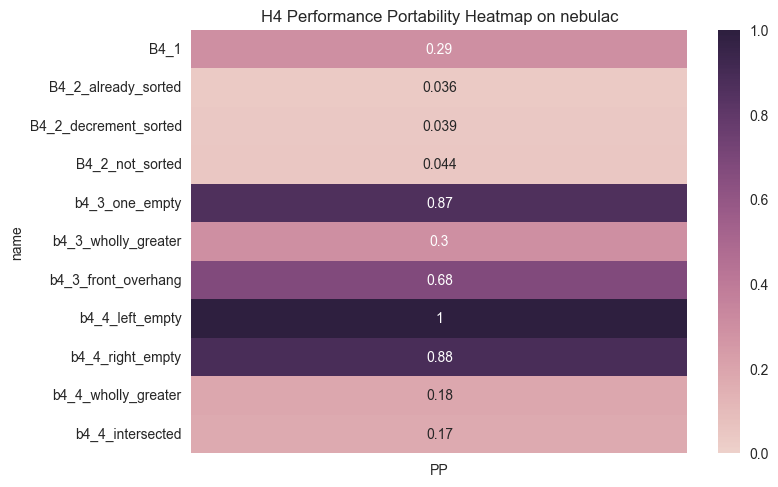 H4 Performance Portability Heatmap on nebulac
name
B4_1
0.29
B4_2_already_sorted
0.036
B4_2_decrement_sorted
0.039
B4_2_not_sorted
0.044
b4_3_one_empty
0.87
b4_3_wholly_greater
0.3
b4_3_front_overhang
0.68
b4_4_left_empty
1
b4_4_right_empty
0.88
b4_4_wholly_greater
0.18
b4_4_intersected
0.17
PP
1.0
0.8
0.6
0.4
0.2
0.0